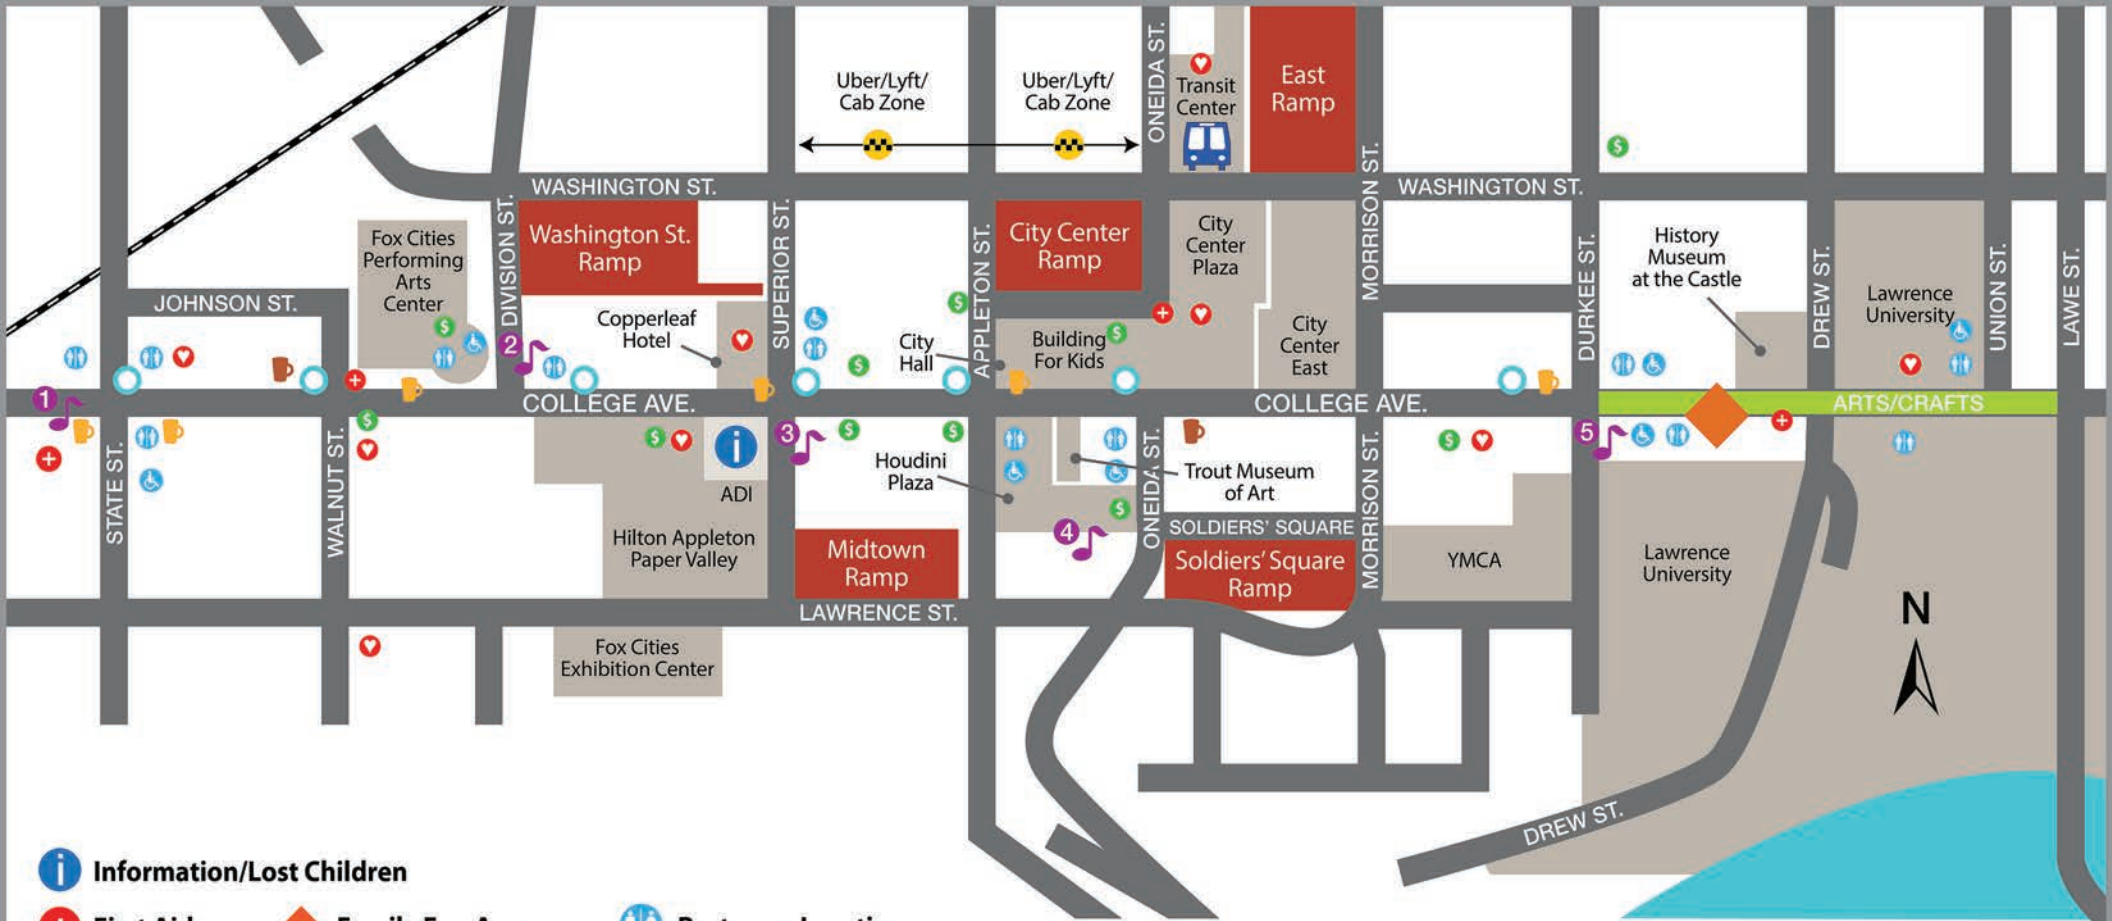 Uber/Lyft/
Cab Zone
Uber/Lyft/
Cab Zone
ONEIDA ST.
Transit
Center
East
Ramp
WASHINGTON ST.
WASHINGTON ST.
MORRISON ST.
Fox Cities
Performing
Arts
Center
DIVISION ST.
Washington St.
Ramp
SUPERIOR ST.
APPLETON ST.
City Center
Ramp
City
Center
Plaza
DURKEE ST.
History
Museum
at the Castle
DREW ST.
Lawrence
University
UNION ST.
LAWE ST.
JOHNSON ST.
Copperleaf
Hotel
City
Hall
Building
For Kids
City
Center
East
$
$
$
$
$
2
1
COLLEGE AVE.
COLLEGE AVE.
ARTS/CRAFTS
STATE ST.
WALNUT ST.
$
$
i
ADI
3
$
$
Houdini
Plaza
ONEIDA ST.
Trout Museum
of Art
MORRISON ST.
$
5
$
4
SOLDIERS' SQUARE
Hilton Appleton
Paper Valley
Midtown
Ramp
Soldiers' Square
Ramp
YMCA
Lawrence
University
LAWRENCE ST.
N
Fox Cities
Exhibition Center
DREW ST.
i Information/Lost Children